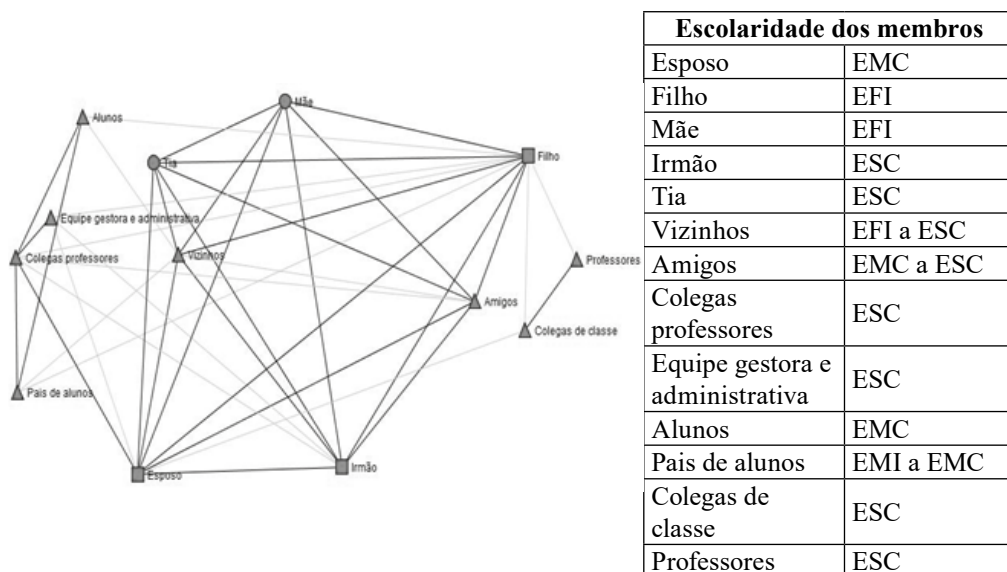 Mãe
Alunos
Tia
Filho
Equipe gestora e administrativa
Colegas professores
Vizinhos
Professores
Amigos
Colegas de classe
Pais de alunos
Esposo
Irmão
Escolaridade dos membros
Esposo EMC
Filho EFI
Mãe EFI
Irmão ESC
Tia ESC
Vizinhos EFI a ESC
Amigos EMC a ESC
Colegas
professores ESC
Equipe gestora e
administrativa ESC
Alunos EMC
Pais de alunos EMI a EMC
Colegas de
classe ESC
Professores ESC